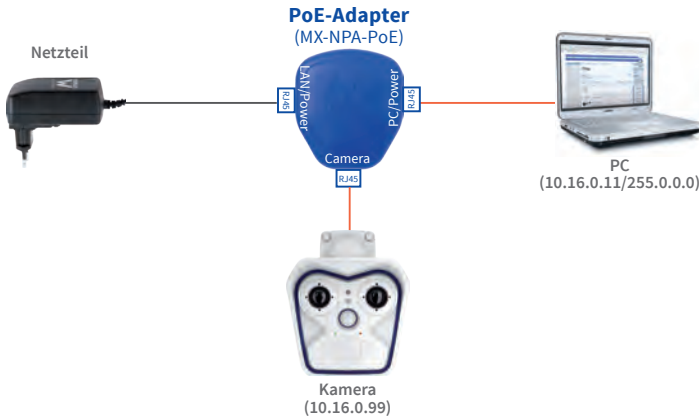 PoE-Adapter
(MX-NPA-PoE)
Netzteil
RJ45
LAN/Power
PC/Power
RJ45
Camera
RJ45
PC
(10.16.0.11/255.0.0.0)
Kamera
(10.16.0.99)